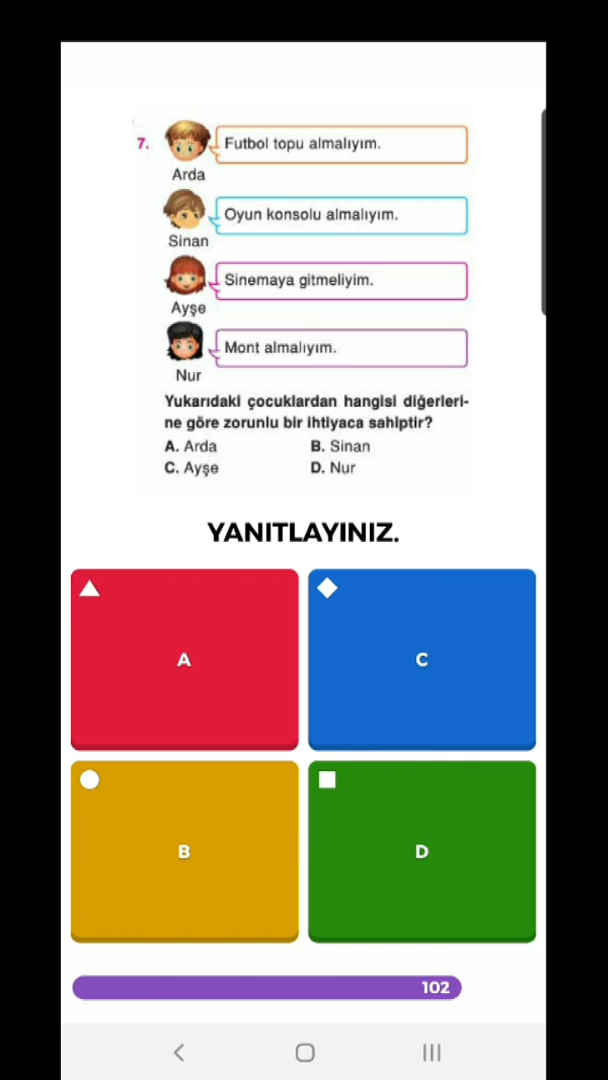 7.
Futbol topu almalıyım.
Arda
Oyun konsolu almalıyım.
Sinan
Sinemaya gitmeliyim.
Ayşe
Mont almalıyım.
Nur
Yukarıdaki çocuklardan hangisi diğerleri-
ne göre zorunlu bir ihtiyaca sahiptir?
A. Arda B. Sinan
C. Ayşe D. Nur
YANITLAYINIZ.
A
C
B
D
102